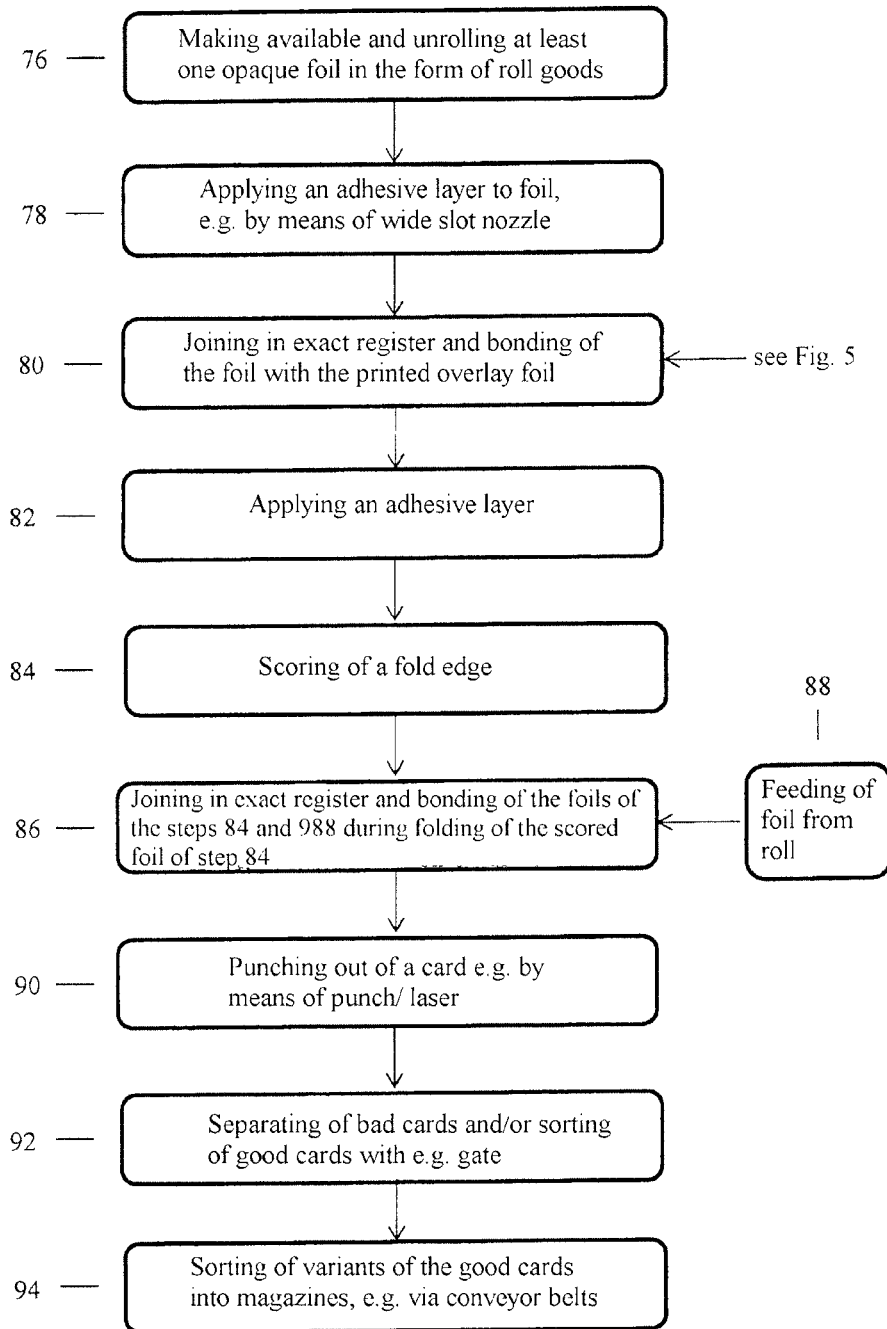 76
Making available and unrolling at least
one opaque foil in the form of roll goods
78
Applying an adhesive layer to foil,
e.g. by means of wide slot nozzle
80
Joining in exact register and bonding of
the foil with the printed overlay foil
see Fig. 5
82
Applying an adhesive layer
84
Scoring of a fold edge
88
86
Joining in exact register and bonding of the foils of
the steps 84 and 988 during folding of the scored
foil of step 84
Feeding of
foil from
roll
90
Punching out of a card e.g. by
means of punch/ laser
92
Separating of bad cards and/or sorting
of good cards with e.g. gate
94
Sorting of variants of the good cards
into magazines, e.g. via conveyor belts